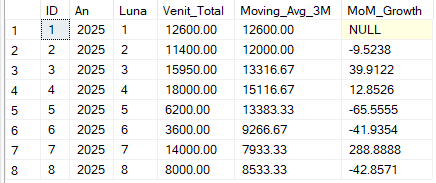 ID An Luna Venit_Total Moving_Avg_3M MoM_Growth
1 1 2025 1 12600.00 12600.00 NULL
2 2 2025 2 11400.00 12000.00 -9.5238
3 3 2025 3 15950.00 13316.67 39.9122
4 4 2025 4 18000.00 15116.67 12.8526
5 5 2025 5 6200.00 13383.33 -65.5555
6 6 2025 6 3600.00 9266.67 -41.9354
7 7 2025 7 14000.00 7933.33 288.8888
8 8 2025 8 8000.00 8533.33 -42.8571